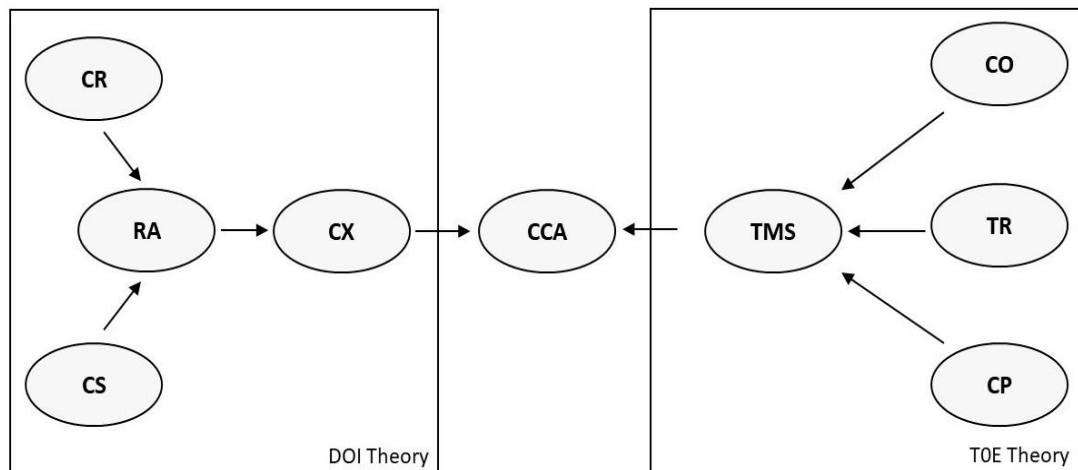 CR
CO
RA
CX
CCA
TMS
TR
CS
CP
DOI Theory
T0E Theory